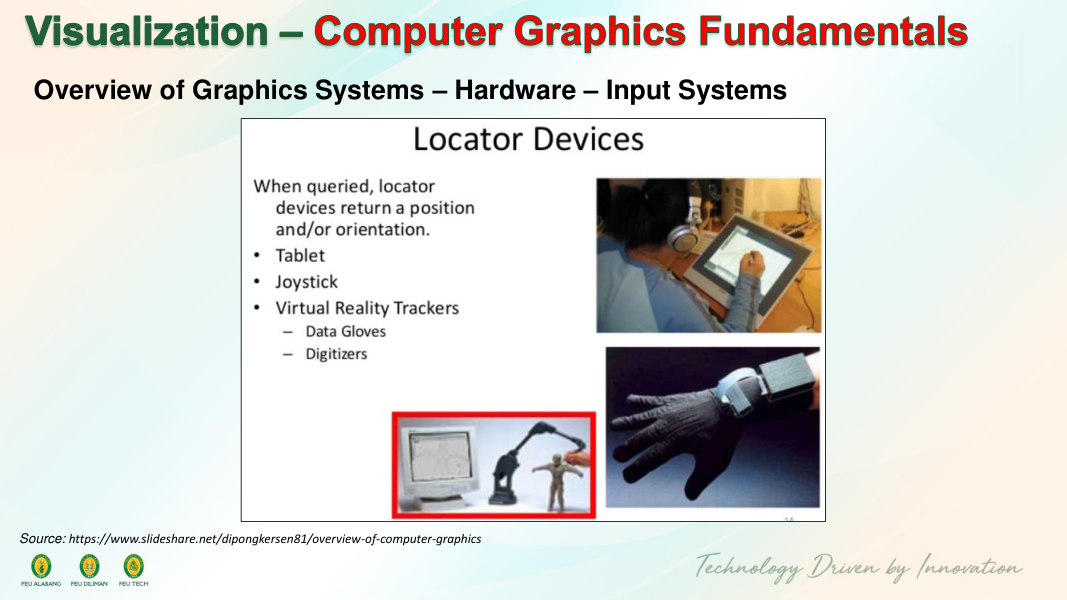 Visualization – Computer Graphics Fundamentals
Overview of Graphics Systems – Hardware – Input Systems
Locator Devices
When queried, locator
devices return a position
and/or orientation.
• Tablet
• Joystick
• Virtual Reality Trackers
– Data Gloves
– Digitizers
Source: https://www.slideshare.net/dipongkersen81/overview-of-computer-graphics
FEU ALABANG FEU DILIMAN FEU TECH
Technology Driven by Innovation